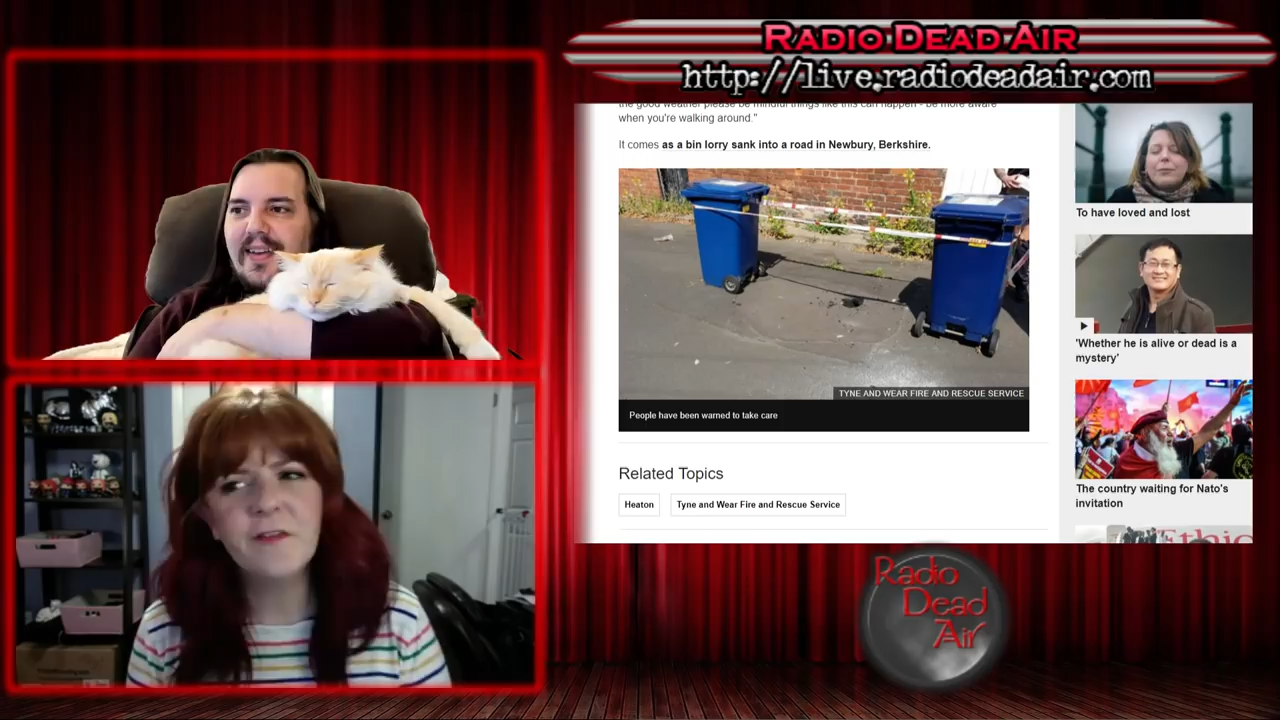 Radio Dead Air
http://live.radiodeadair.com
the good weather please be mindful things like this can happen - be more aware
when you're walking around."
It comes as a bin lorry sank into a road in Newbury, Berkshire.
TYNE AND WEAR FIRE AND RESCUE SERVICE
People have been warned to take care
Related Topics
Heaton
Tyne and Wear Fire and Rescue Service
To have loved and lost
'Whether he is alive or dead is a
mystery'
The country waiting for Nato's
invitation
Radio
Dead
Air